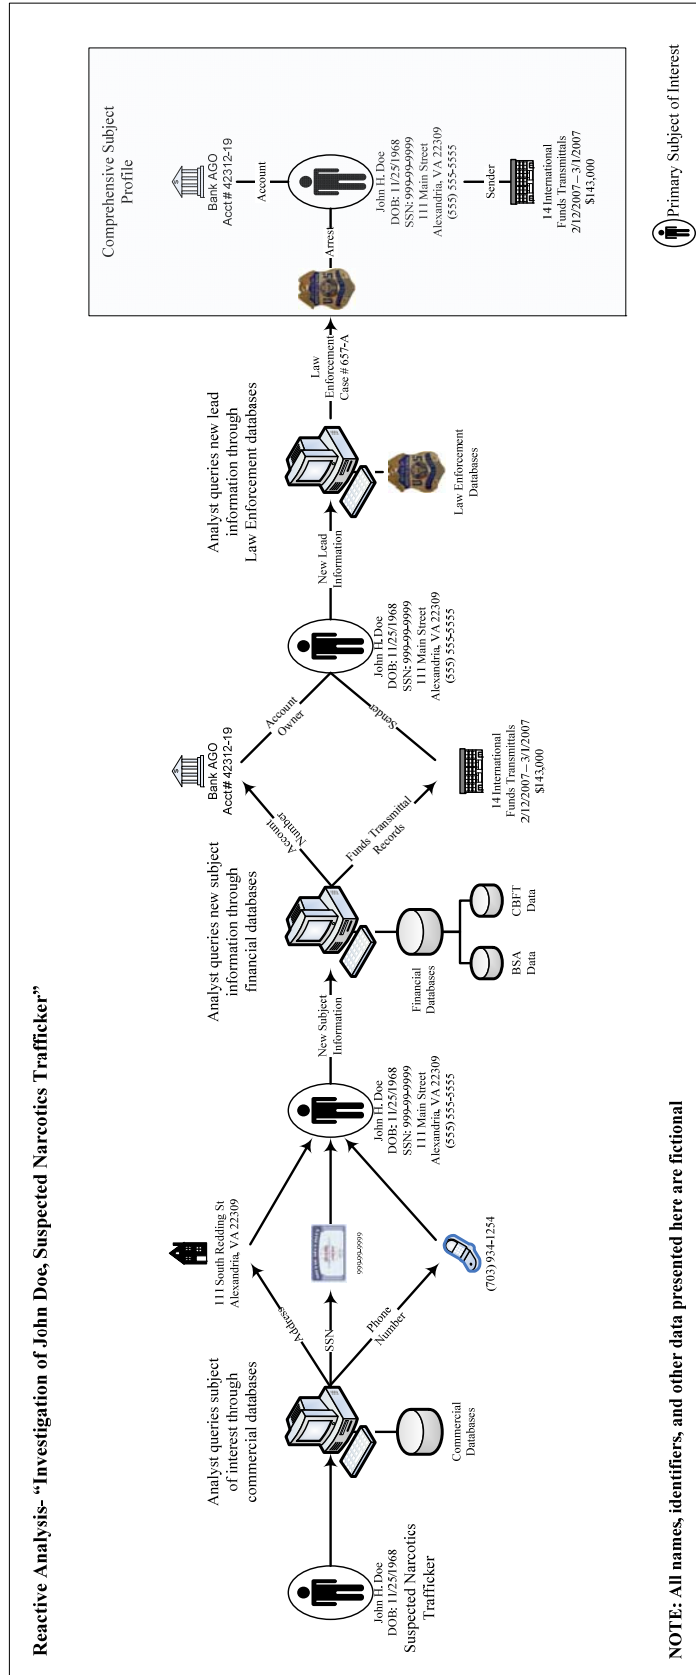 Reactive Analysis- “Investigation of John Doe, Suspected Narcotics Trafficker”
John H. Doe
DOB: 11/25/1968
Suspected Narcotics
Trafficker
Analyst queries subject
of interest through
commercial databases
Commercial
Databases
Address
SSN
Phone
Number
111 South Redding St
Alexandria, VA 22309
999-99-9999
(703) 934-1254
John H. Doe
DOB: 11/25/1968
SSN: 999-99-9999
111 Main Street
Alexandria, VA 22309
(555) 555-5555
New Subject
Information
Analyst queries new subject
information through
financial databases
Financial
Databases
BSA
Data
CBFT
Data
Account
Number
Funds Transmittal
Records
Bank AGO
Acct# 42312-19
14 International
Funds Transmittals
2/12/2007 – 3/1/2007
$143,000
Account
Owner
Sender
John H. Doe
DOB: 11/25/1968
SSN: 999-99-9999
111 Main Street
Alexandria, VA 22309
(555) 555-5555
New Lead
Information
Analyst queries new lead
information through
Law Enforcement databases
Law Enforcement
Databases
Law
Enforcement
Case # 657-A
Comprehensive Subject
Profile
Arrest
Bank AGO
Acct# 42312-19
Account
John H. Doe
DOB: 11/25/1968
SSN: 999-99-9999
111 Main Street
Alexandria, VA 22309
(555) 555-5555
Sender
14 International
Funds Transmittals
2/12/2007 – 3/1/2007
$143,000
NOTE: All names, identifiers, and other data presented here are fictional
Primary Subject of Interest